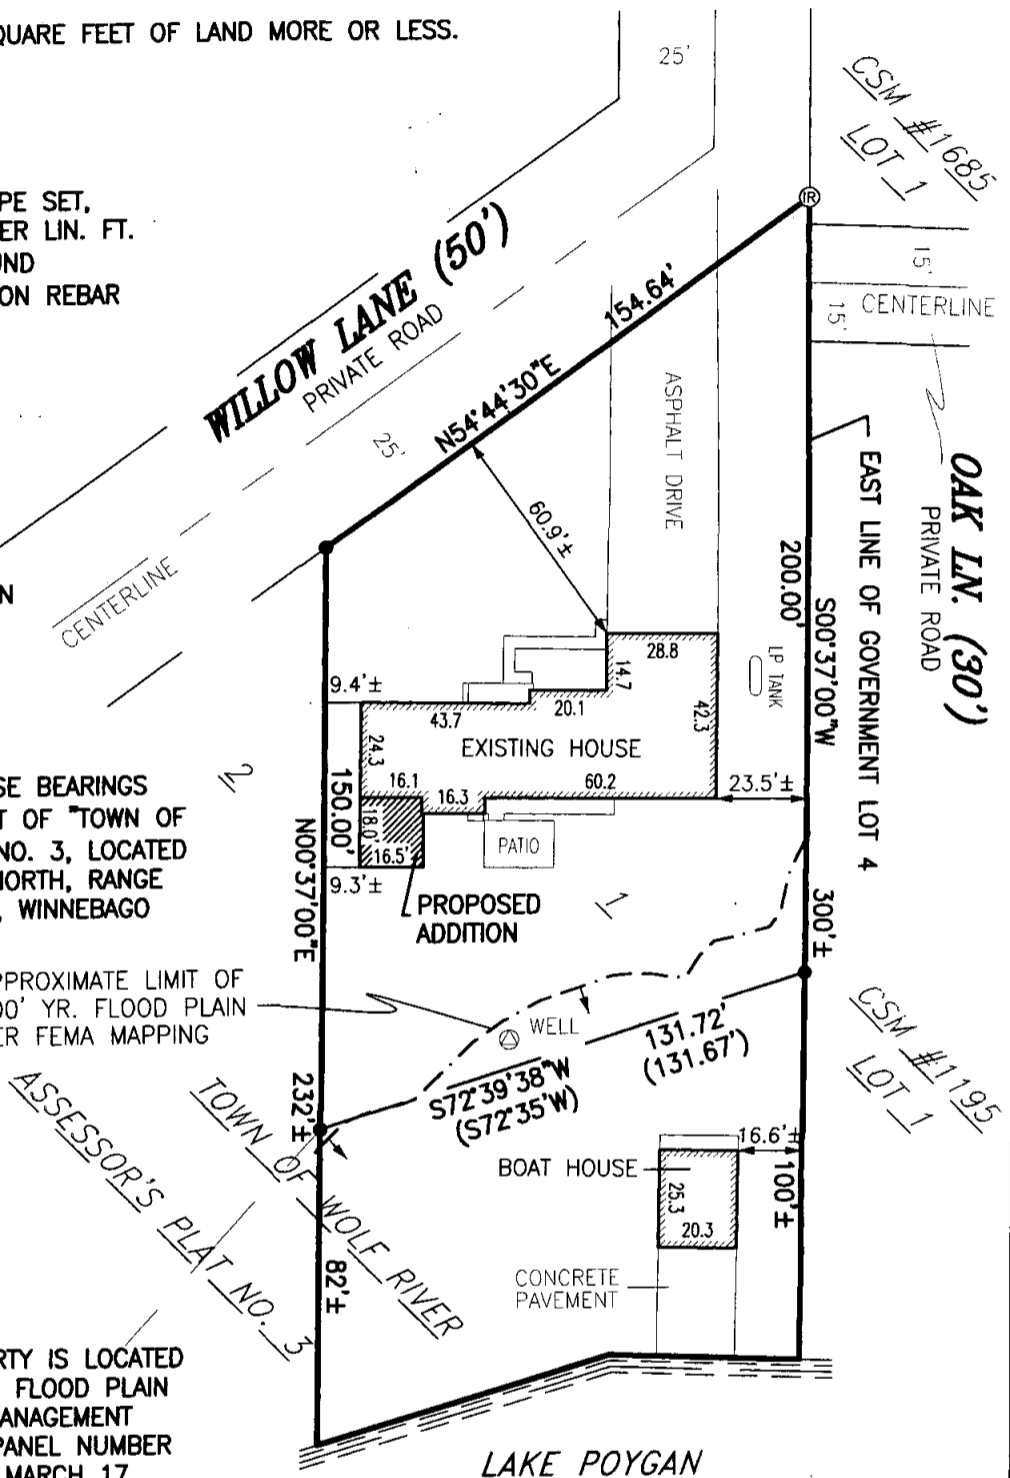 QUARE FEET OF LAND MORE OR LESS.
25'
CSM #1685
LOT 1
PE SET,
ER LIN. FT.
UND
ON REBAR
IR
WILLOW LANE (50')
PRIVATE ROAD
25'
CENTERLINE
N54°44'30"E
154.64'
60.9'±
ASPHALT DRIVE
15'
15'
CENTERLINE
OAK LN. (30')
PRIVATE ROAD
EAST LINE OF GOVERNMENT LOT 4
200.00'
S00°37'00"W
300'±
N
LP TANK
28.8
14.7
42.3
9.4'±
43.7
20.1
EXISTING HOUSE
24.3
16.1
16.3
60.2
23.5'±
18.0'
16.5'
PATIO
9.3'±
PROPOSED
ADDITION
2
1
150.00'
N00°37'00"E
SE BEARINGS
T OF "TOWN OF
NO. 3, LOCATED
NORTH, RANGE
, WINNEBAGO
PPROXIMATE LIMIT OF
00' YR. FLOOD PLAIN
ER FEMA MAPPING
WELL
131.72'
(131.67')
S72°39'38"W
(S72°35'W)
CSM #1195
LOT 1
232'±
ASSESSOR'S PLAT NO. 3
TOWN OF WOLF RIVER
BOAT HOUSE
16.6'±
100'±
25.3
20.3
82'±
CONCRETE
PAVEMENT
RTY IS LOCATED
FLOOD PLAIN
ANAGEMENT
PANEL NUMBER
MARCH 17
LAKE POYGAN